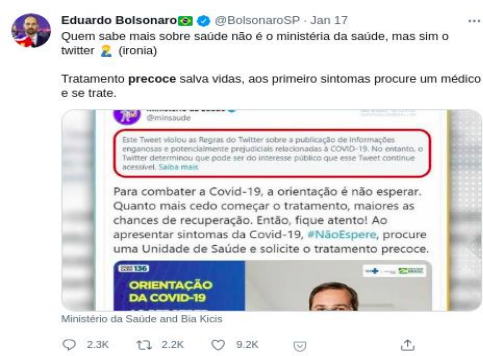 Eduardo Bolsonaro @BolsonaroSP · Jan 17
Quem sabe mais sobre saúde não é o ministéria da saúde, mas sim o
twitter (ironia)
Tratamento precoce salva vidas, aos primeiro sintomas procure um médico
e se trate.
@minsaude
Este Tweet violou as Regras do Twitter sobre a publicação de informações
enganosas e potencialmente prejudiciais relacionadas à COVID-19. No entanto, o
Twitter determinou que pode ser do interesse público que esse Tweet continue
acessível. Saiba mais
Para combater a Covid-19, a orientação é não esperar.
Quanto mais cedo começar o tratamento, maiores as
chances de recuperação. Então, fique atento! Ao
apresentar sintomas da Covid-19, #NãoEspere, procure
uma Unidade de Saúde e solicite o tratamento precoce.
136
ORIENTAÇÃO
DA COVID-19
Ministério da Saúde and Bia Kicis
2.3K 2.2K 9.2K